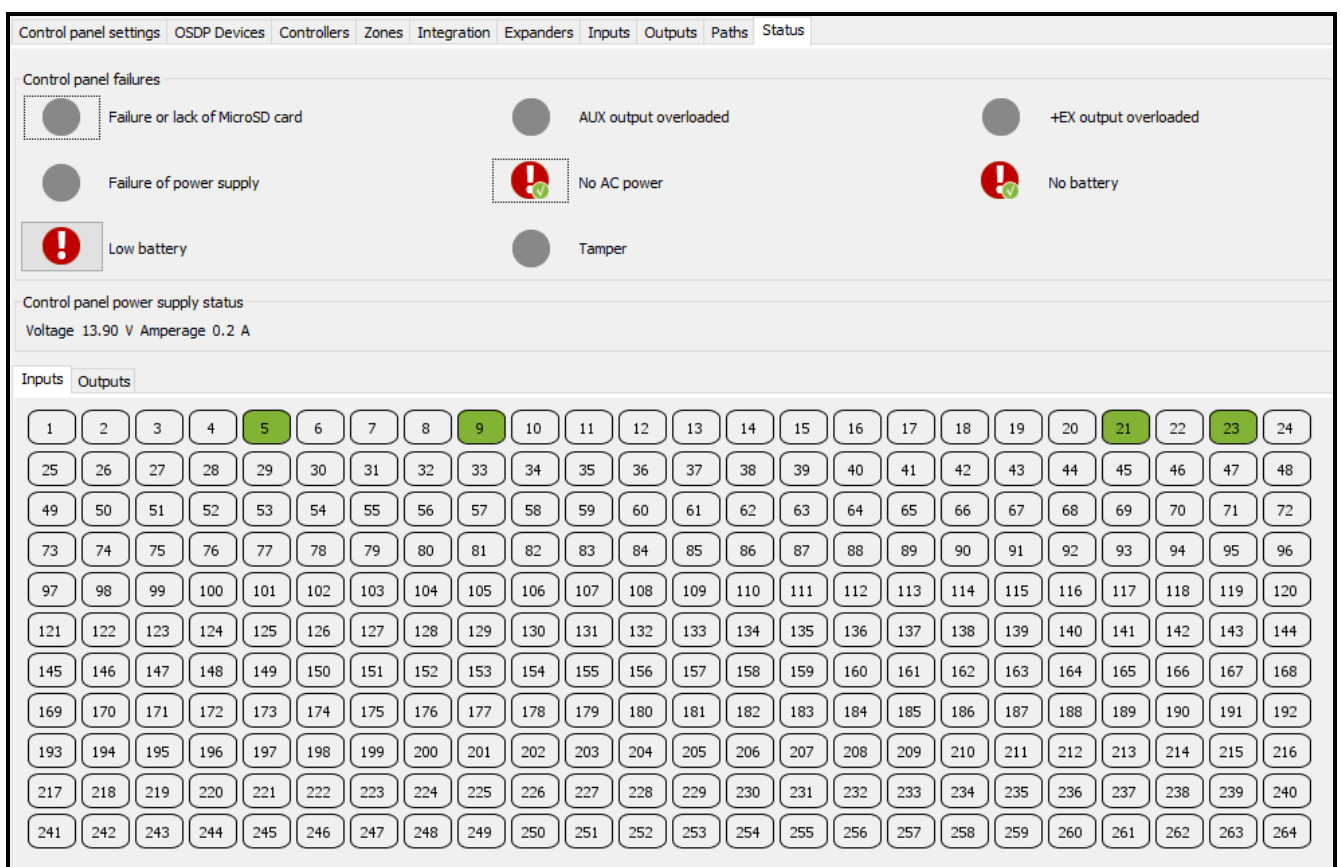 Control panel settings OSDP Devices Controllers Zones Integration Expanders Inputs Outputs Paths Status
Control panel failures
Failure or lack of MicroSD card AUX output overloaded +EX output overloaded
Failure of power supply No AC power No battery
Low battery Tamper
Control panel power supply status
Voltage 13.90 V Amperage 0.2 A
Inputs Outputs
1 2 3 4 5 6 7 8 9 10 11 12 13 14 15 16 17 18 19 20 21 22 23 24
25 26 27 28 29 30 31 32 33 34 35 36 37 38 39 40 41 42 43 44 45 46 47 48
49 50 51 52 53 54 55 56 57 58 59 60 61 62 63 64 65 66 67 68 69 70 71 72
73 74 75 76 77 78 79 80 81 82 83 84 85 86 87 88 89 90 91 92 93 94 95 96
97 98 99 100 101 102 103 104 105 106 107 108 109 110 111 112 113 114 115 116 117 118 119 120
121 122 123 124 125 126 127 128 129 130 131 132 133 134 135 136 137 138 139 140 141 142 143 144
145 146 147 148 149 150 151 152 153 154 155 156 157 158 159 160 161 162 163 164 165 166 167 168
169 170 171 172 173 174 175 176 177 178 179 180 181 182 183 184 185 186 187 188 189 190 191 192
193 194 195 196 197 198 199 200 201 202 203 204 205 206 207 208 209 210 211 212 213 214 215 216
217 218 219 220 221 222 223 224 225 226 227 228 229 230 231 232 233 234 235 236 237 238 239 240
241 242 243 244 245 246 247 248 249 250 251 252 253 254 255 256 257 258 259 260 261 262 263 264